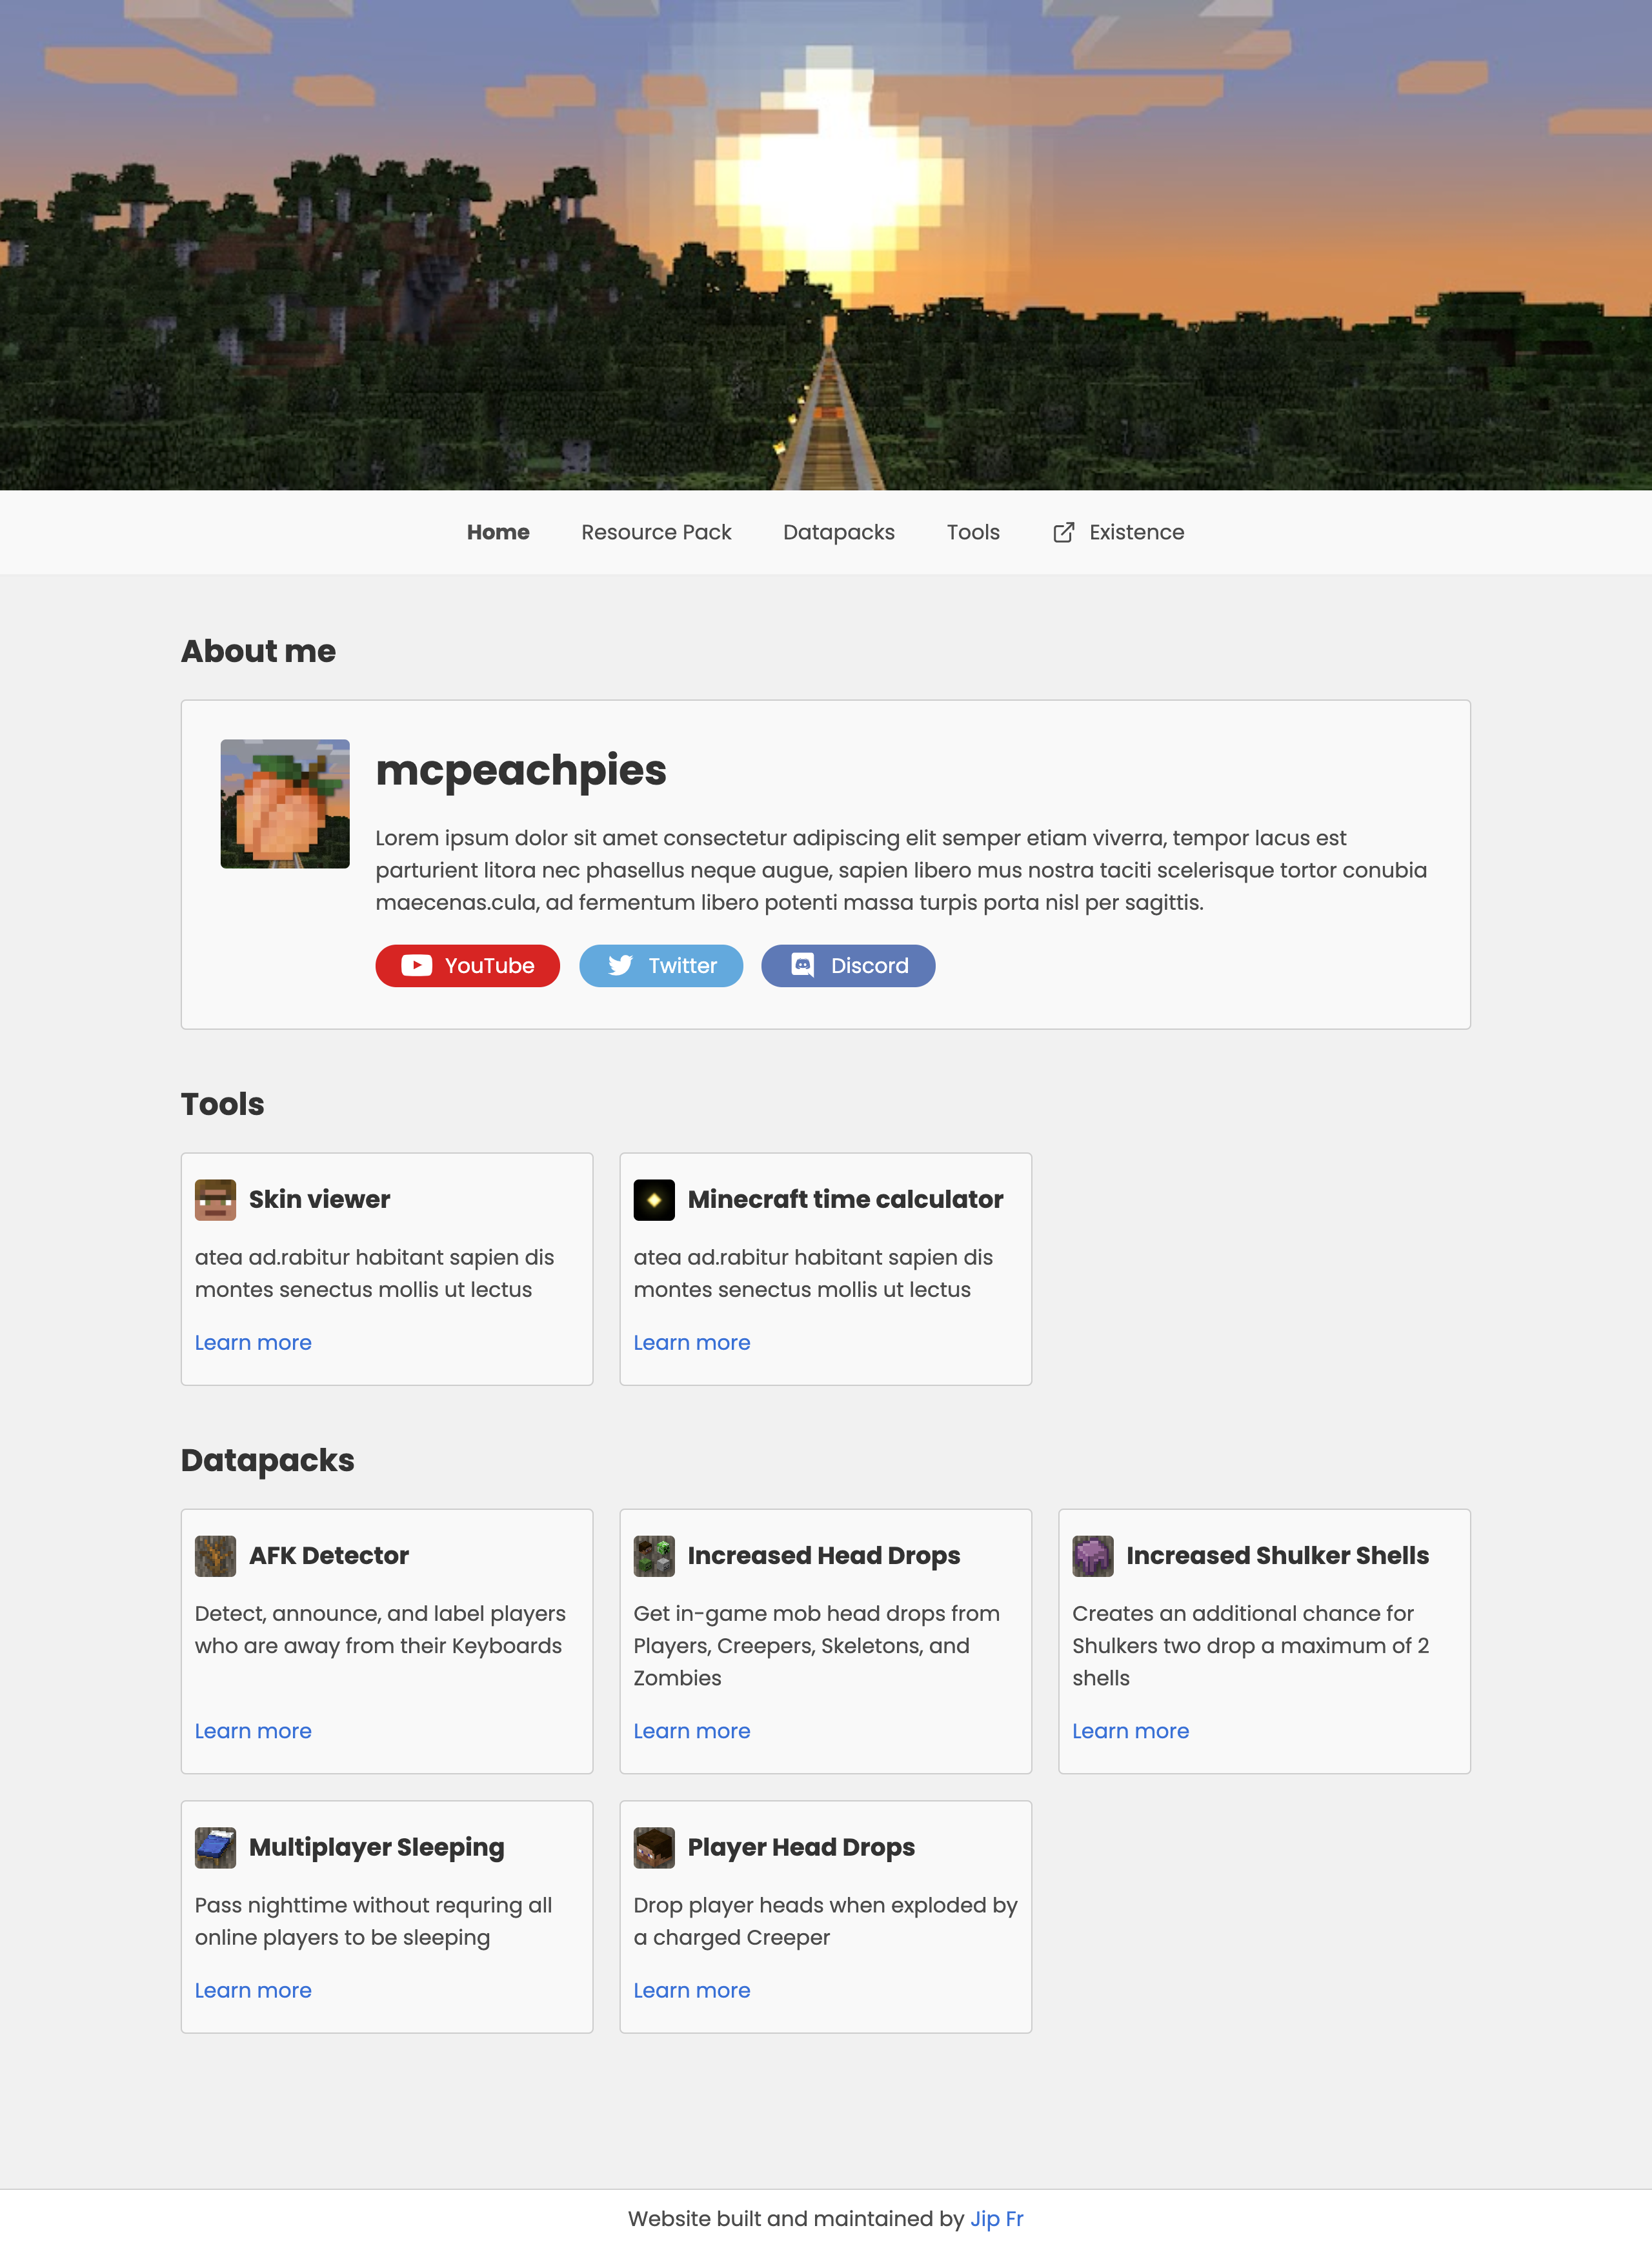 Home Resource Pack Datapacks Tools Existence
About me
mcpeachpies
Lorem ipsum dolor sit amet consectetur adipiscing elit semper etiam viverra, tempor lacus est
parturient litora nec phasellus neque augue, sapien libero mus nostra taciti scelerisque tortor conubia
maecenas.cula, ad fermentum libero potenti massa turpis porta nisl per sagittis.
YouTube Twitter Discord
Tools
Skin viewer
atea ad.rabitur habitant sapien dis
montes senectus mollis ut lectus
Learn more
Minecraft time calculator
atea ad.rabitur habitant sapien dis
montes senectus mollis ut lectus
Learn more
Datapacks
AFK Detector
Detect, announce, and label players
who are away from their Keyboards
Learn more
Increased Head Drops
Get in-game mob head drops from
Players, Creepers, Skeletons, and
Zombies
Learn more
Increased Shulker Shells
Creates an additional chance for
Shulkers two drop a maximum of 2
shells
Learn more
Multiplayer Sleeping
Pass nighttime without requring all
online players to be sleeping
Learn more
Player Head Drops
Drop player heads when exploded by
a charged Creeper
Learn more
Website built and maintained by Jip Fr